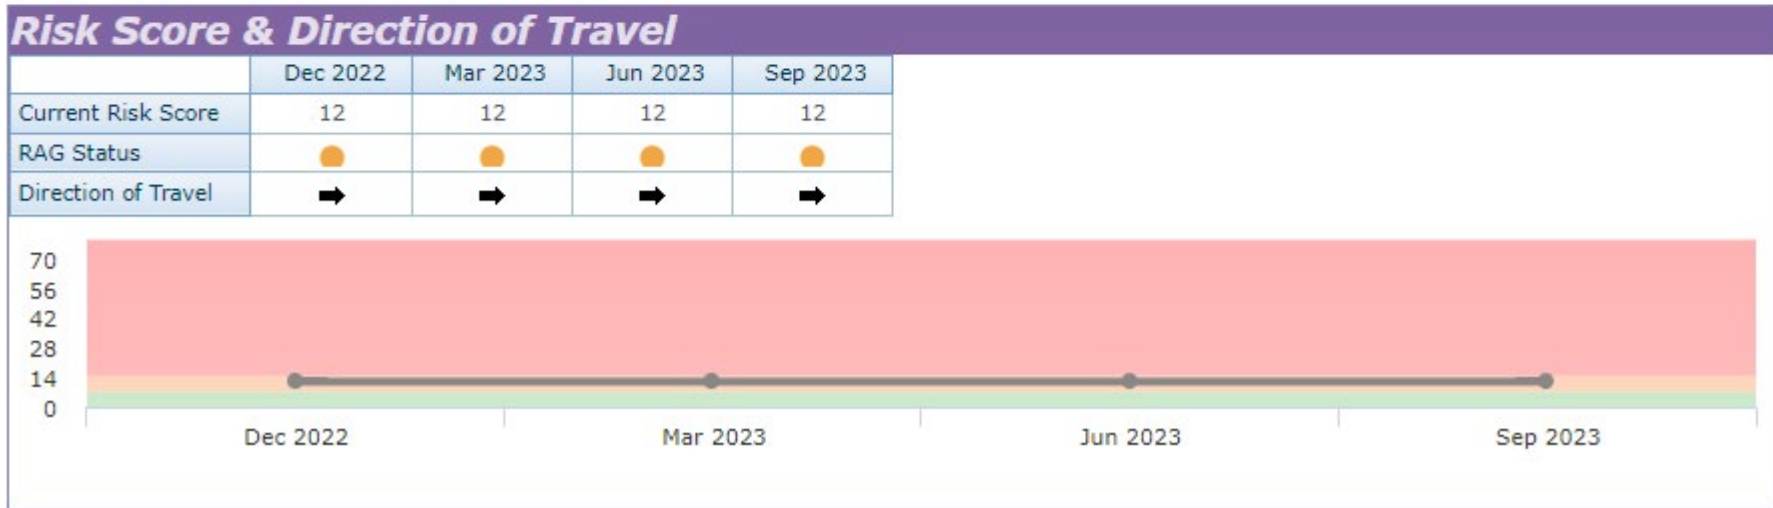 Risk Score & Direction of Travel
Dec 2022 Mar 2023 Jun 2023 Sep 2023
Current Risk Score 12 12 12 12
RAG Status
Direction of Travel
70
56
42
28
14
0
Dec 2022 Mar 2023 Jun 2023 Sep 2023